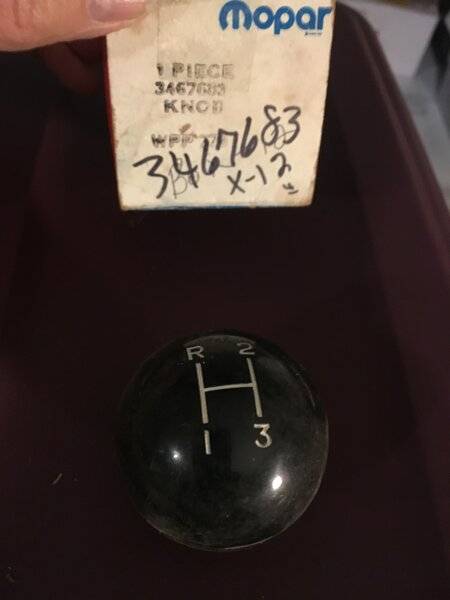 Mopar
1 PIECE
3467683
KNOB
3467683
X-12
R 2
1 3